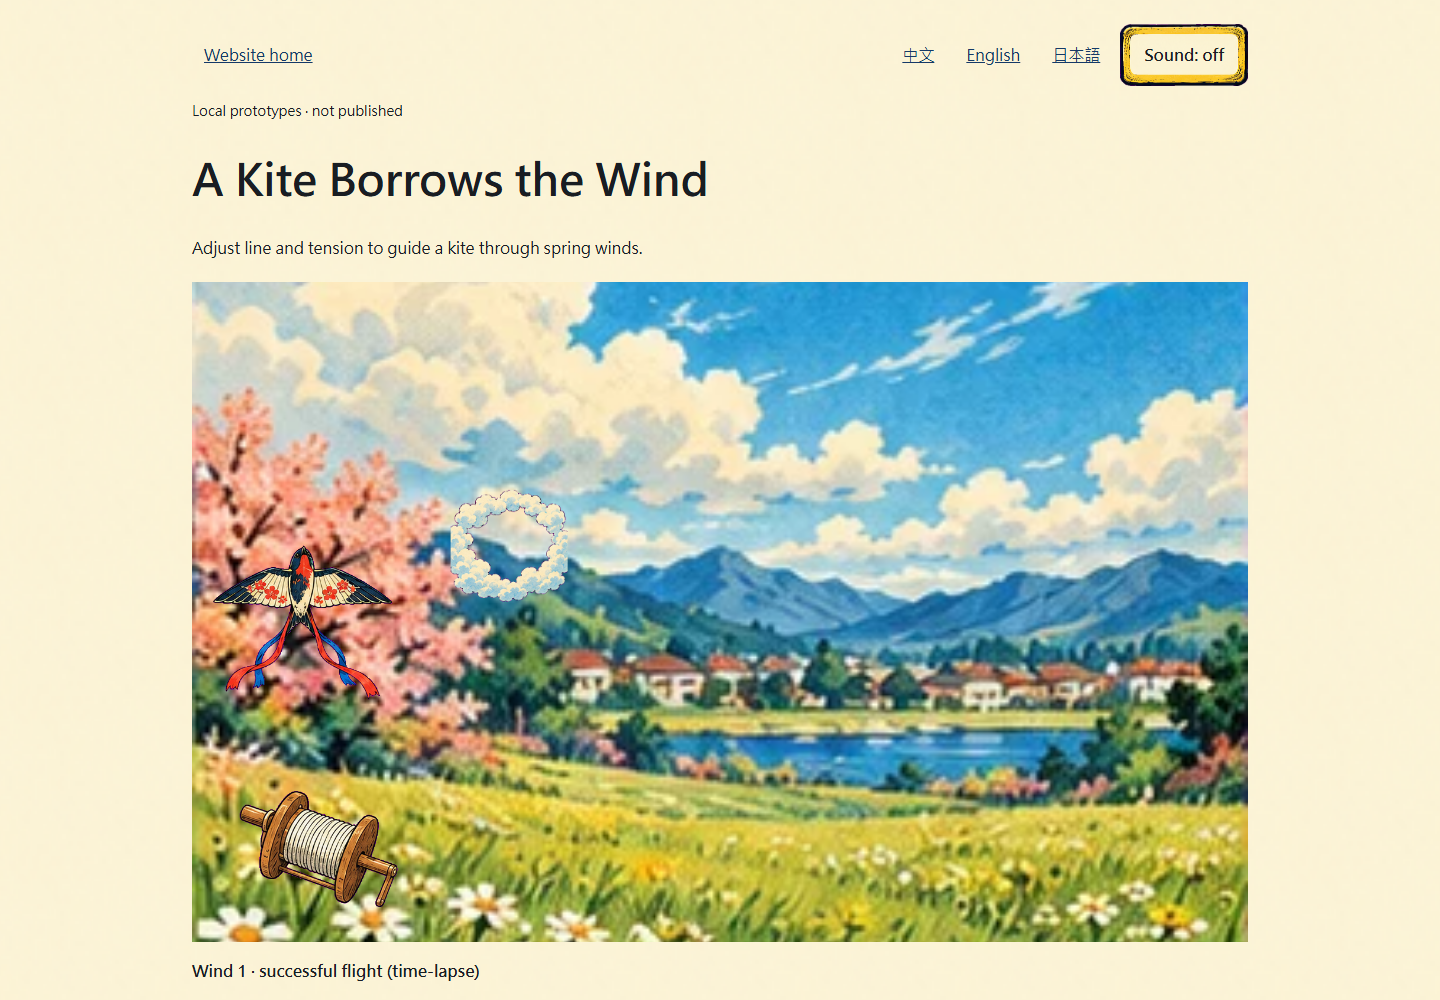 Website home
中文 English 日本語 Sound: off
Local prototypes · not published
A Kite Borrows the Wind
Adjust line and tension to guide a kite through spring winds.
Wind 1 · successful flight (time-lapse)